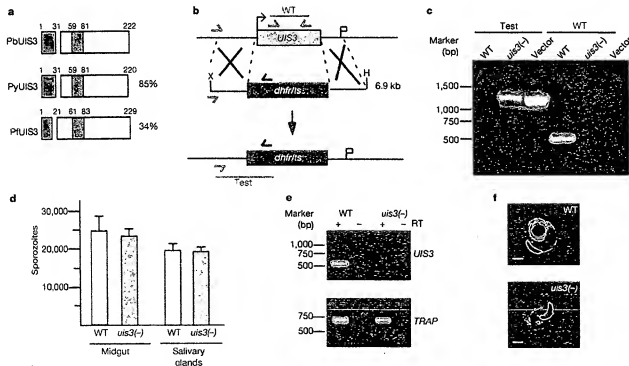 a
1 31 59 81 222
PbUIS3
1 31 59 81 220
PyUIS3
85%
1 21 61 83 229
PfUIS3
34%
b
WT
P
UIS3
X
H
dhfr/ts
6.9 kb
P
dhfr/ts
Test
c
Test WT
Marker (bp)
WT uis3(–) Vector WT uis3(–) Vector
1,500
1,000
750
500
d
Sporozoites
20,000
20,000
10,000
WT uis3(–) WT uis3(–)
Midgut
Salivary glands
e
Marker (bp)
WT uis3(–)
+ – + – RT
1,000
750
500
UIS3
750
500
TRAP
f
WT
uis3(–)